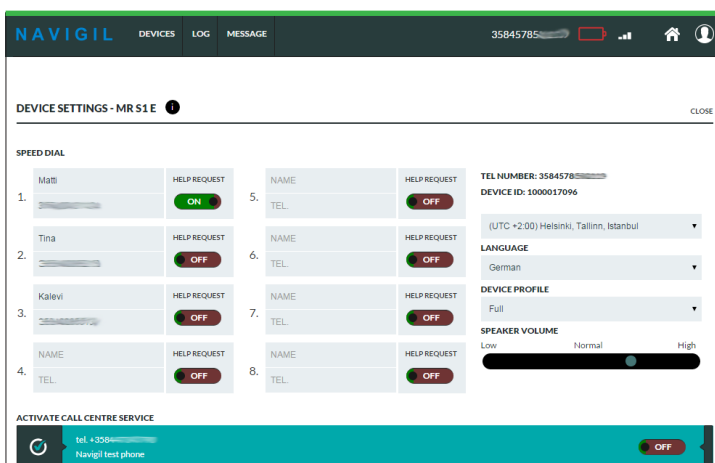 NAVIGIL DEVICES LOG MESSAGE 35845785
DEVICE SETTINGS - MR S1 E i CLOSE
SPEED DIAL
1. Matti HELP REQUEST ON
2. Tina HELP REQUEST OFF
3. Kalevi HELP REQUEST OFF
4. NAME HELP REQUEST
TEL. OFF
5. NAME HELP REQUEST
TEL. OFF
6. NAME HELP REQUEST
TEL. OFF
7. NAME HELP REQUEST
TEL. OFF
8. NAME HELP REQUEST
TEL. OFF
TEL NUMBER: 3584578
DEVICE ID: 1000017096
(UTC +2:00) Helsinki, Tallinn, Istanbul
LANGUAGE
German
DEVICE PROFILE
Full
SPEAKER VOLUME
Low Normal High
ACTIVATE CALL CENTRE SERVICE
tel. +358
Navigil test phone OFF